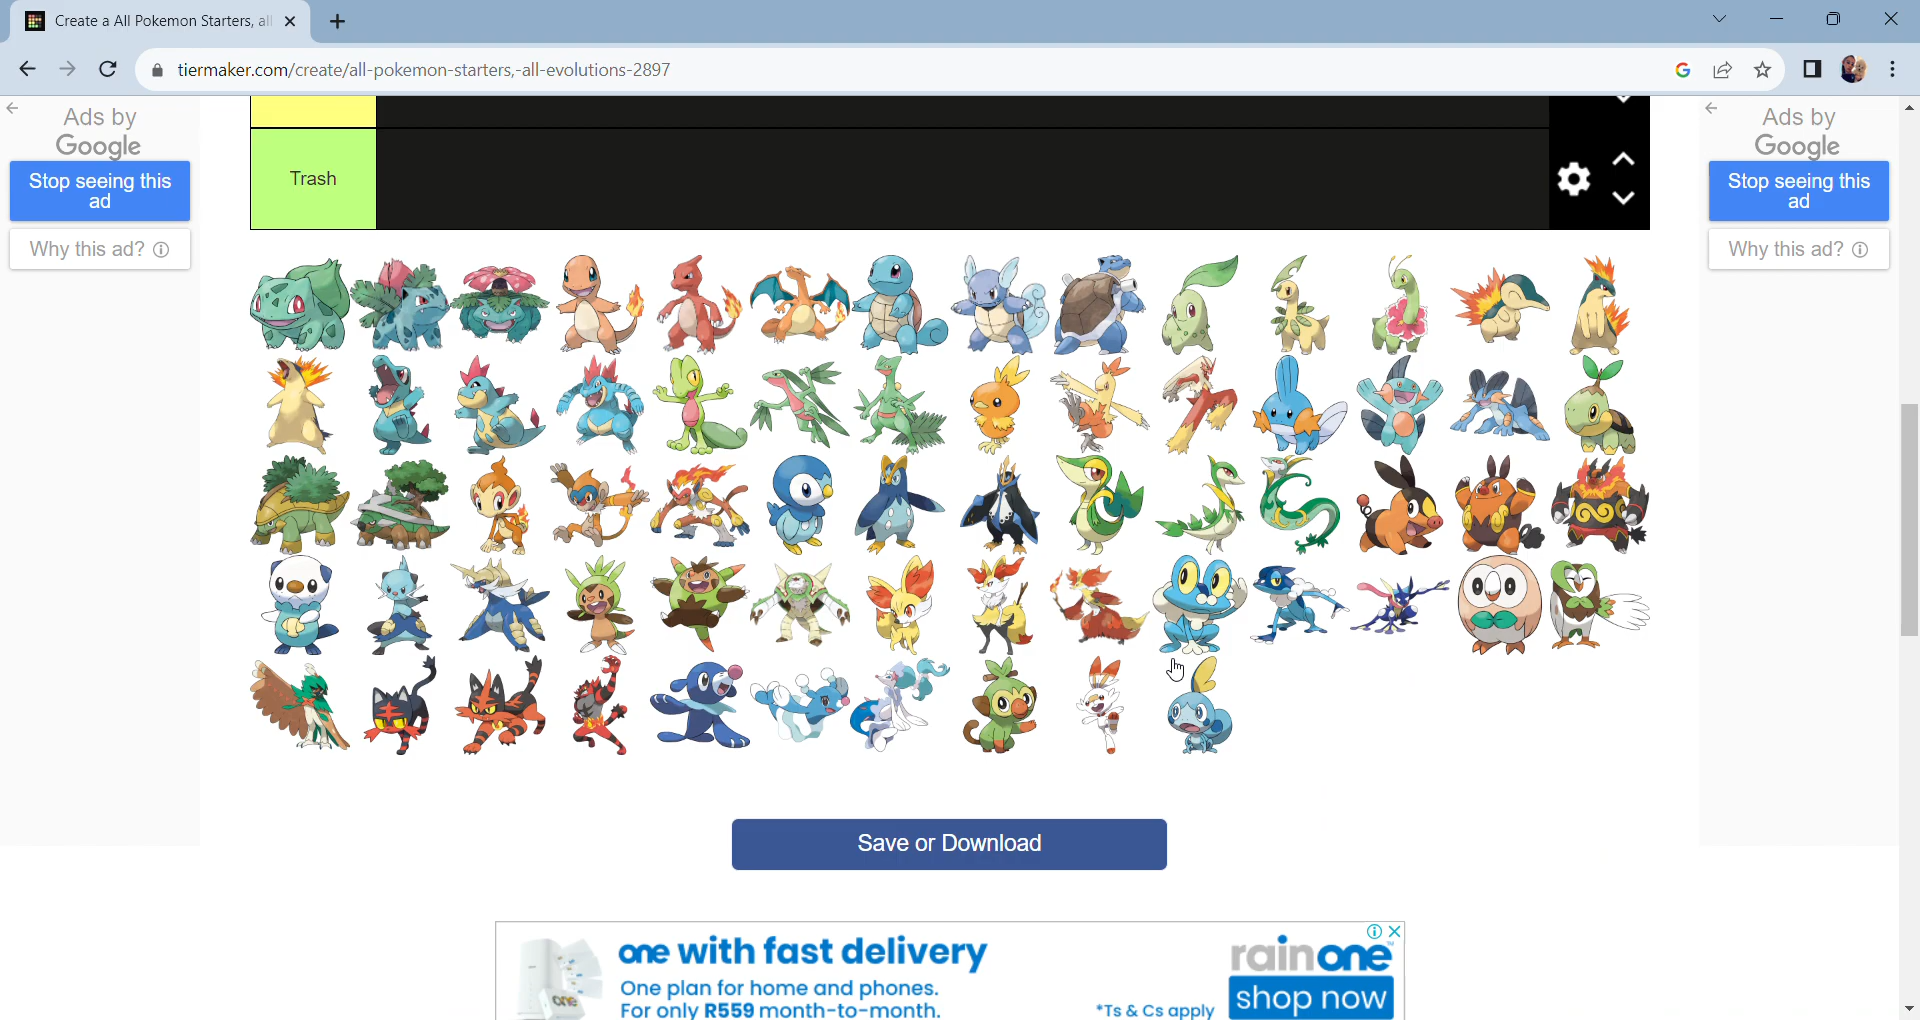 Create a All Pokemon Starters, all
tiermaker.com/create/all-pokemon-starters,-all-evolutions-2897
Ads by
Google
Stop seeing this
ad
Why this ad?
Trash
Ads by
Google
Stop seeing this
ad
Why this ad?
Save or Download
one with fast delivery
One plan for home and phones.
For only R559 month-to-month.
*Ts & Cs apply
rainone™
shop now
one